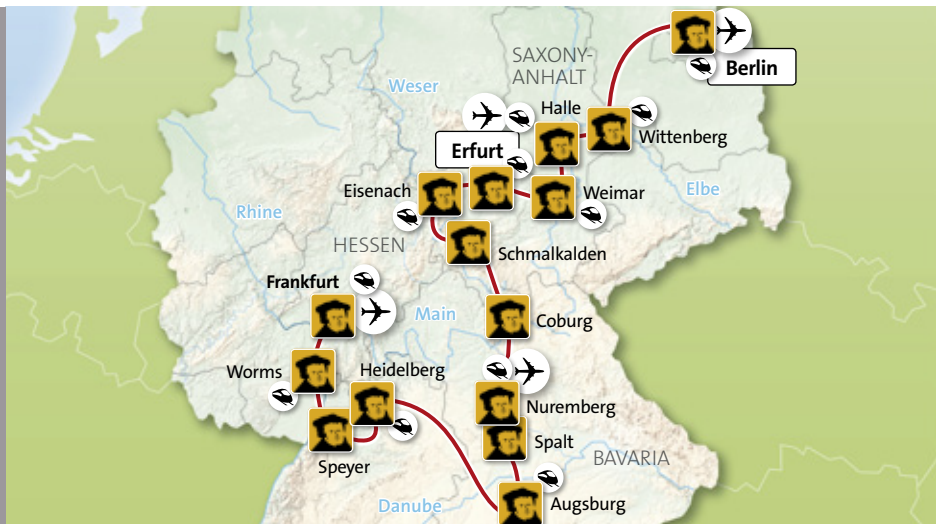 SAXONY-
ANHALT
Berlin
Weser
Halle
Wittenberg
Erfurt
Eisenach
Weimar
Elbe
Rhine
HESSEN
Schmalkalden
Frankfurt
Main
Coburg
Worms
Heidelberg
Nuremberg
Spalt
BAVARIA
Speyer
Danube
Augsburg